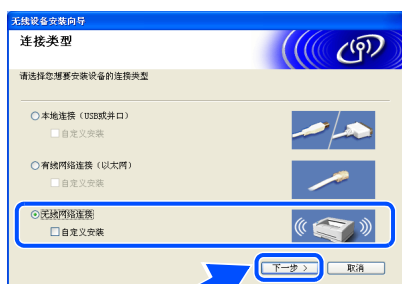 无线设备安装向导
连接类型
请选择您想要安装设备的连接类型
本地连接（USB或并口）
自定义安装
有线网络连接（以太网）
自定义安装
无线网络连接
自定义安装
下一步 >
取消